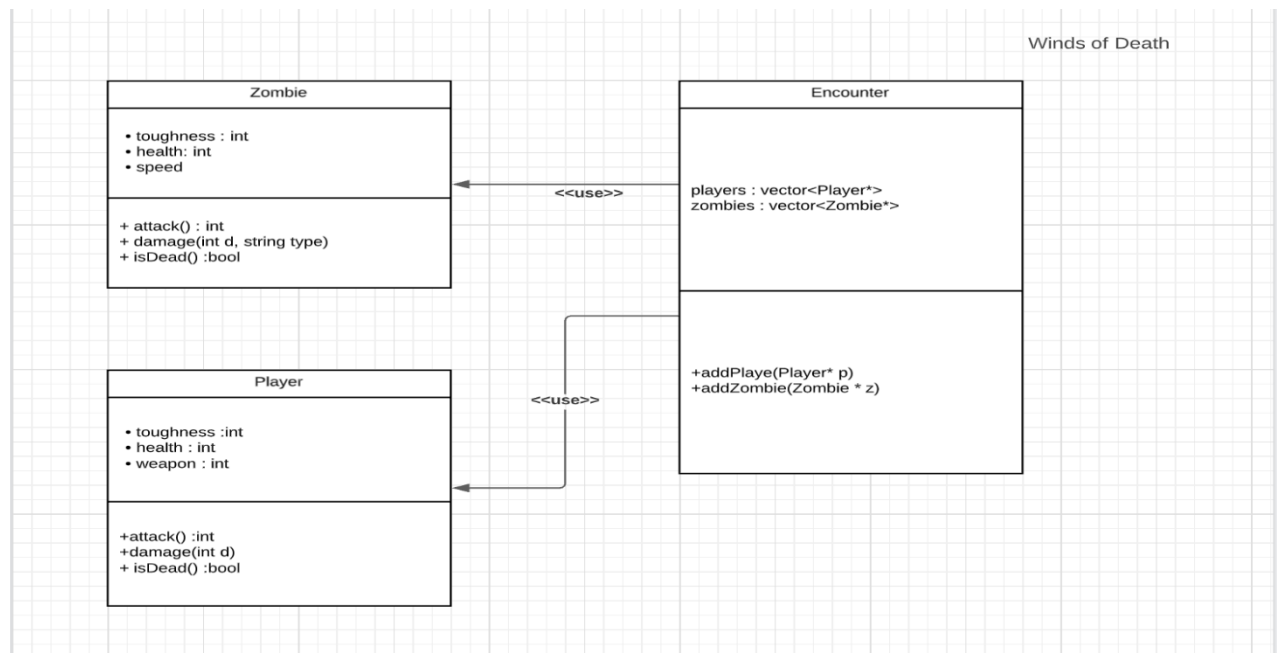 Winds of Death
Zombie
• toughness : int
• health: int
• speed
+ attack() : int
+ damage(int d, string type)
+ isDead() :bool
<<use>>
Encounter
players : vector<Player*>
zombies : vector<Zombie*>
+addPlaye(Player* p)
+addZombie(Zombie * z)
<<use>>
Player
• toughness :int
• health : int
• weapon : int
+attack() :int
+damage(int d)
+ isDead() :bool